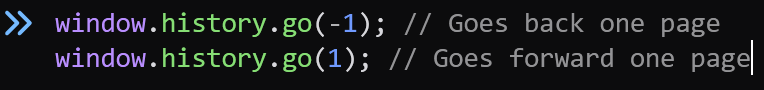 window.history.go(-1); // Goes back one page
window.history.go(1); // Goes forward one page